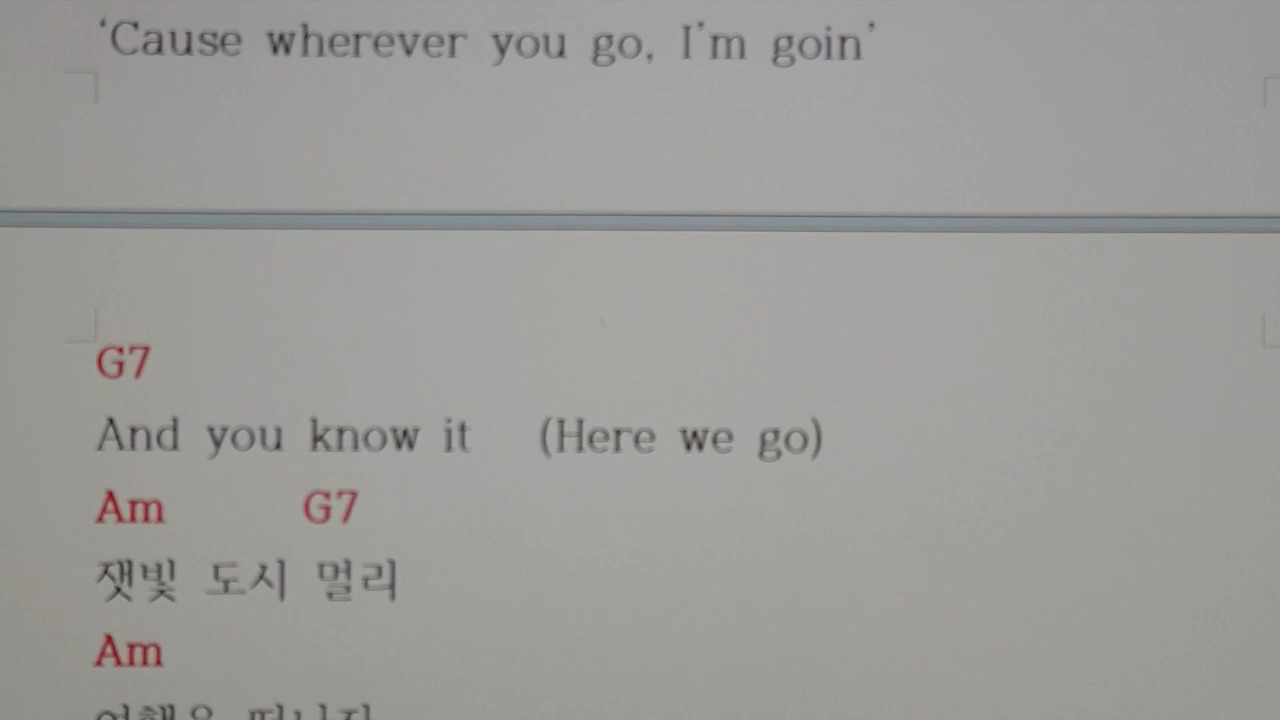 ‘Cause wherever you go, I’m goin’
G7
And you know it (Here we go)
Am G7
잿빛 도시 멀리
Am